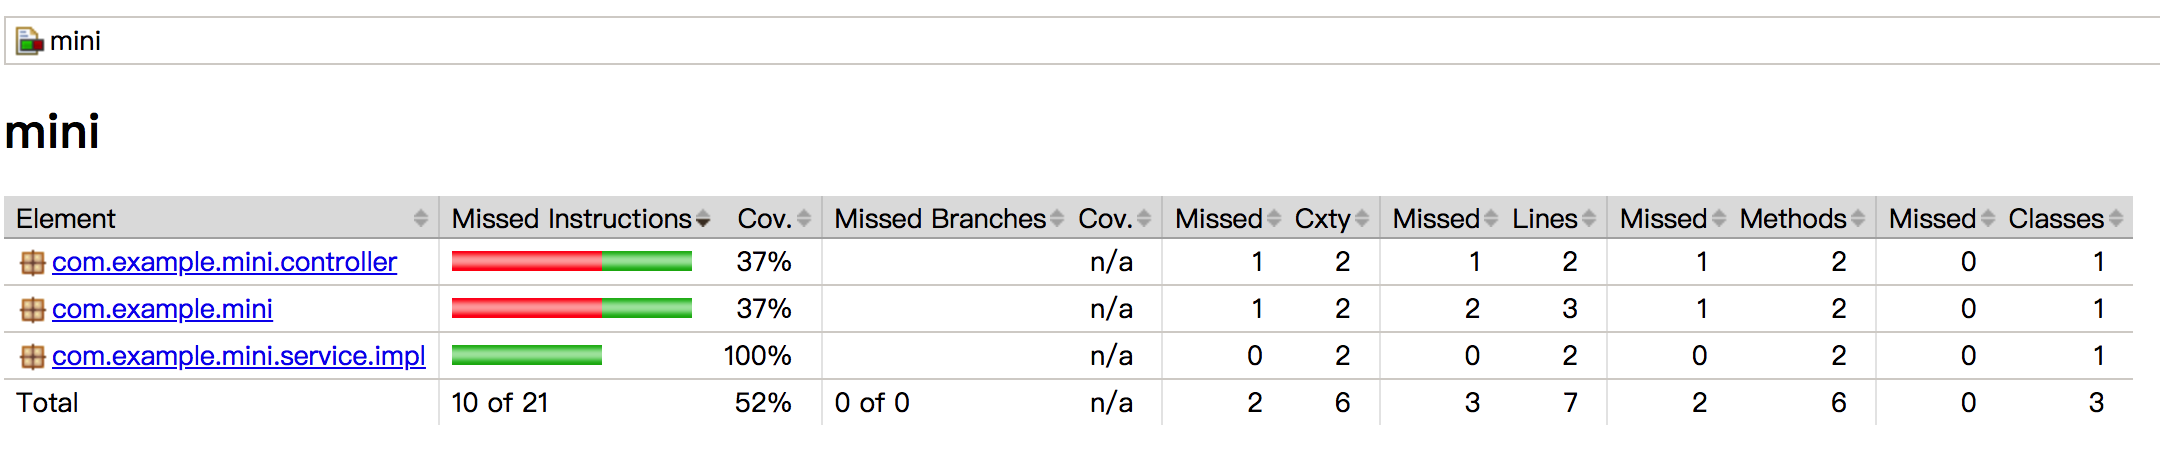 mini
mini
Element Missed Instructions Cov. Missed Branches Cov. Missed Cxty Missed Lines Missed Methods Missed Classes
com.example.mini.controller 37% n/a 1 2 1 2 1 2 0 1
com.example.mini 37% n/a 1 2 2 3 1 2 0 1
com.example.mini.service.impl 100% n/a 0 2 0 2 0 2 0 1
Total 10 of 21 52% 0 of 0 n/a 2 6 3 7 2 6 0 3